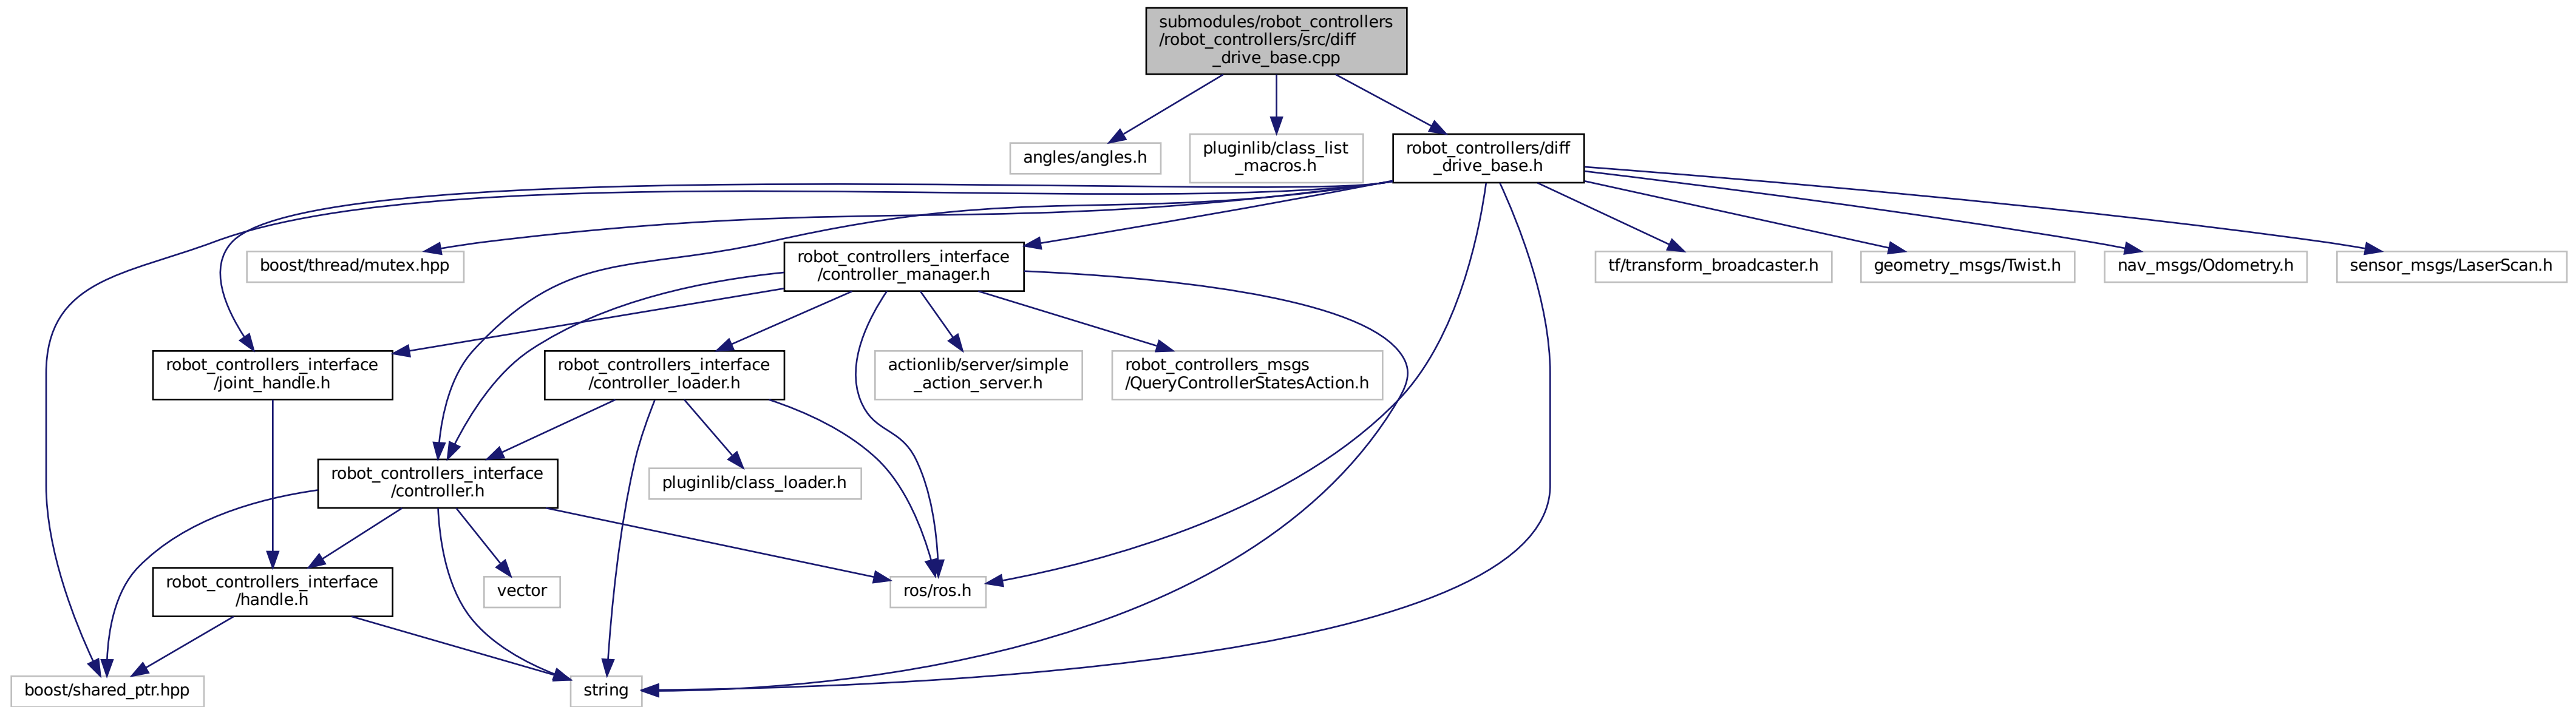 submodules/robot_controllers
/robot_controllers/src/diff
_drive_base.cpp
angles/angles.h
pluginlib/class_list
_macros.h
robot_controllers/diff
_drive_base.h
boost/thread/mutex.hpp
robot_controllers_interface
/controller_manager.h
tf/transform_broadcaster.h
geometry_msgs/Twist.h
nav_msgs/Odometry.h
sensor_msgs/LaserScan.h
robot_controllers_interface
/joint_handle.h
robot_controllers_interface
/controller_loader.h
actionlib/server/simple
_action_server.h
robot_controllers_msgs
/QueryControllerStatesAction.h
robot_controllers_interface
/controller.h
pluginlib/class_loader.h
robot_controllers_interface
/handle.h
vector
ros/ros.h
boost/shared_ptr.hpp
string